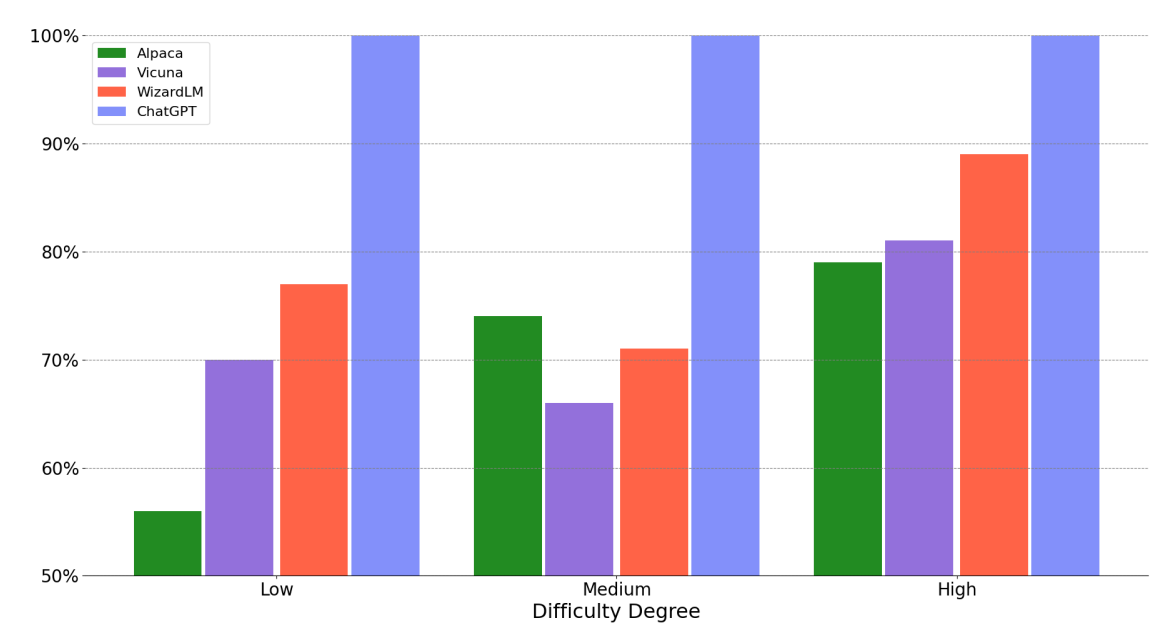 100%
90%
80%
70%
60%
50%
Alpaca
Vicuna
WizardLM
ChatGPT
Low
Medium
High
Difficulty Degree